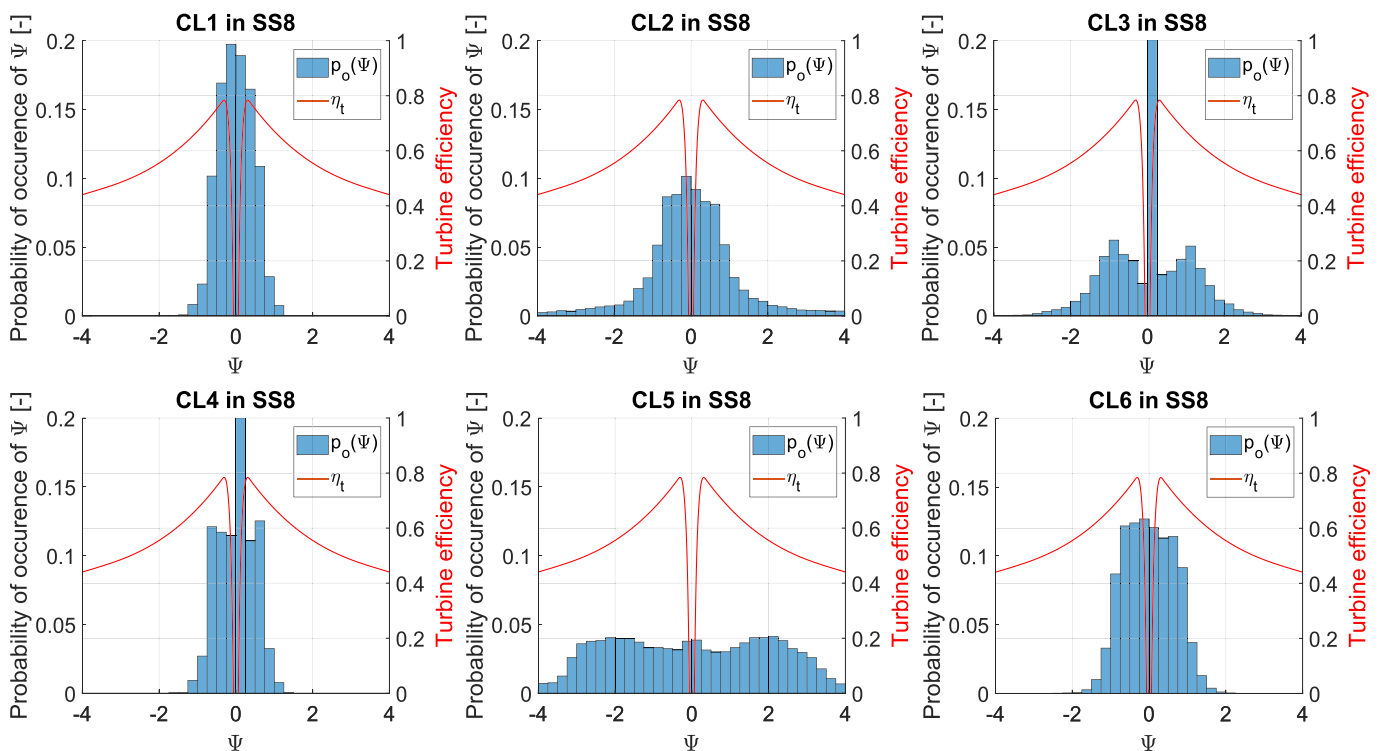 CL1 in SS8
Probability of occurence of Ψ [-]
0.2
0.15
0.1
0.05
0
1
0.8
0.6
0.4
0.2
0
Turbine efficiency
p_o(Ψ)
η_t
-4 -2 0 2 4
Ψ
CL2 in SS8
Probability of occurence of Ψ [-]
0.2
0.15
0.1
0.05
0
1
0.8
0.6
0.4
0.2
0
Turbine efficiency
p_o(Ψ)
η_t
-4 -2 0 2 4
Ψ
CL3 in SS8
Probability of occurence of Ψ [-]
0.2
0.15
0.1
0.05
0
1
0.8
0.6
0.4
0.2
0
Turbine efficiency
p_o(Ψ)
η_t
-4 -2 0 2 4
Ψ
CL4 in SS8
Probability of occurence of Ψ [-]
0.2
0.15
0.1
0.05
0
1
0.8
0.6
0.4
0.2
0
Turbine efficiency
p_o(Ψ)
η_t
-4 -2 0 2 4
Ψ
CL5 in SS8
Probability of occurence of Ψ [-]
0.2
0.15
0.1
0.05
0
1
0.8
0.6
0.4
0.2
0
Turbine efficiency
p_o(Ψ)
η_t
-4 -2 0 2 4
Ψ
CL6 in SS8
Probability of occurence of Ψ [-]
0.2
0.15
0.1
0.05
0
1
0.8
0.6
0.4
0.2
0
Turbine efficiency
p_o(Ψ)
η_t
-4 -2 0 2 4
Ψ